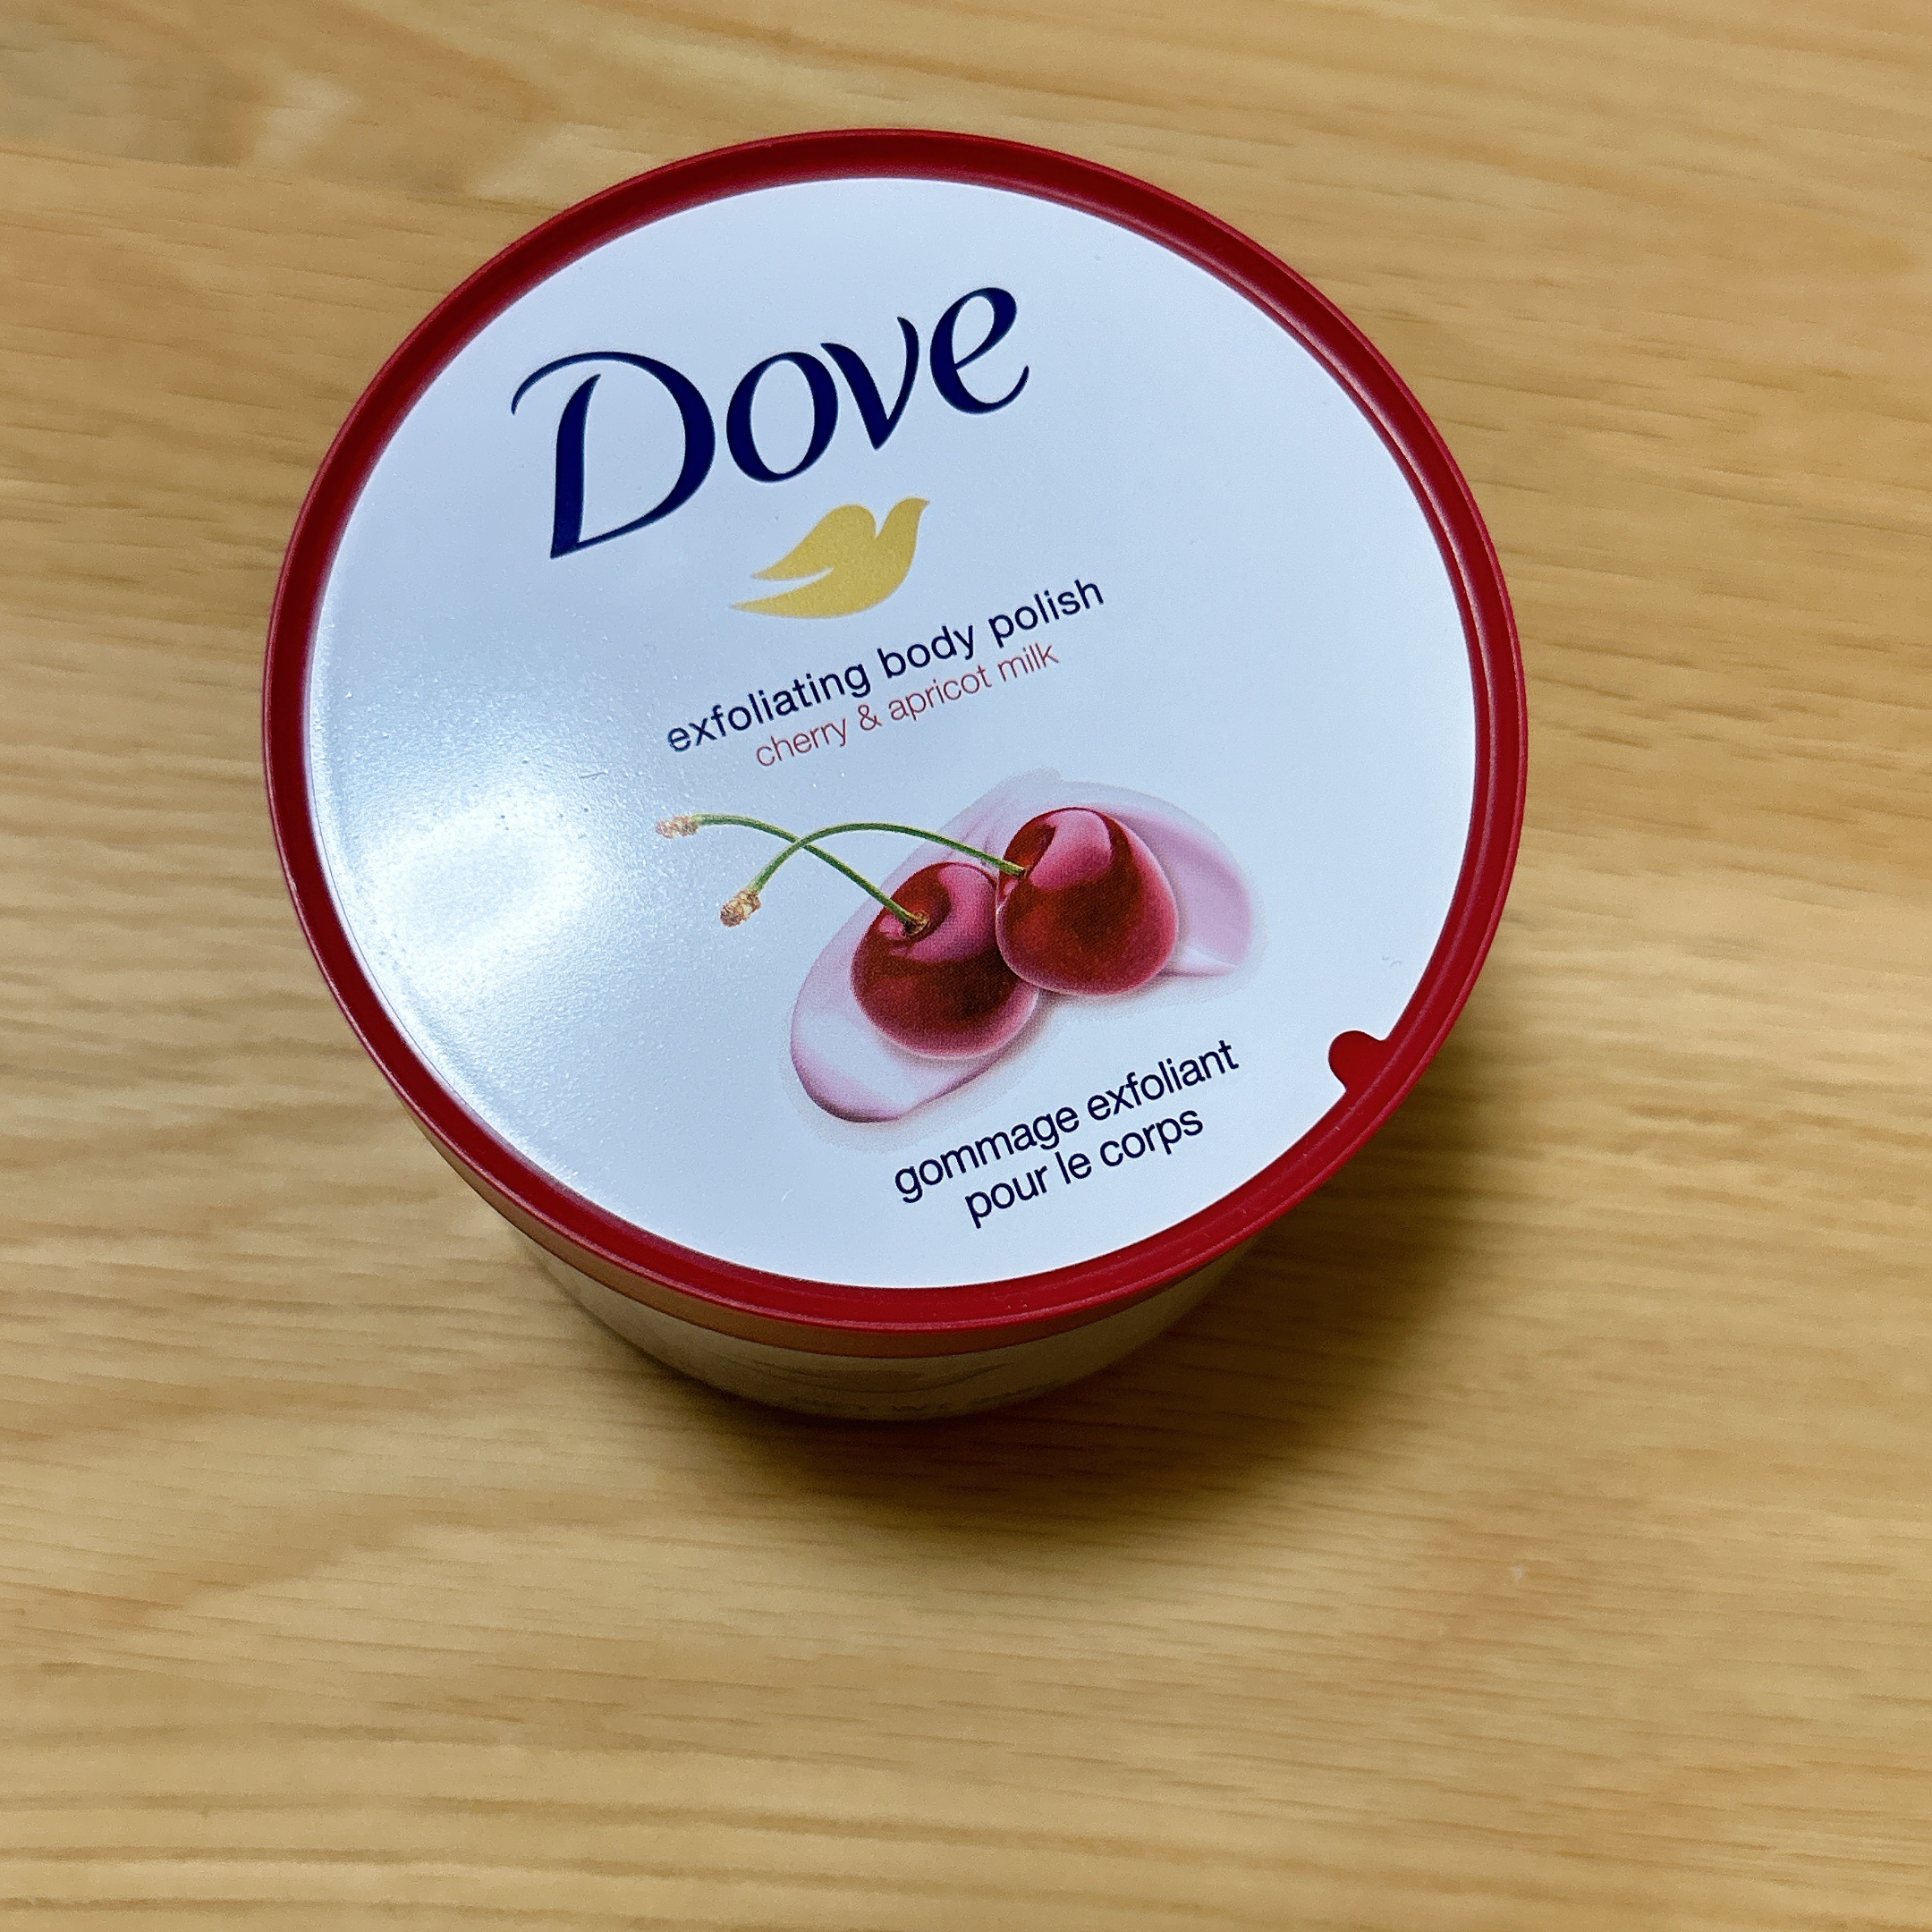 Dove
exfoliating body polish
cherry & apricot milk
gommage exfoliant
pour le corps